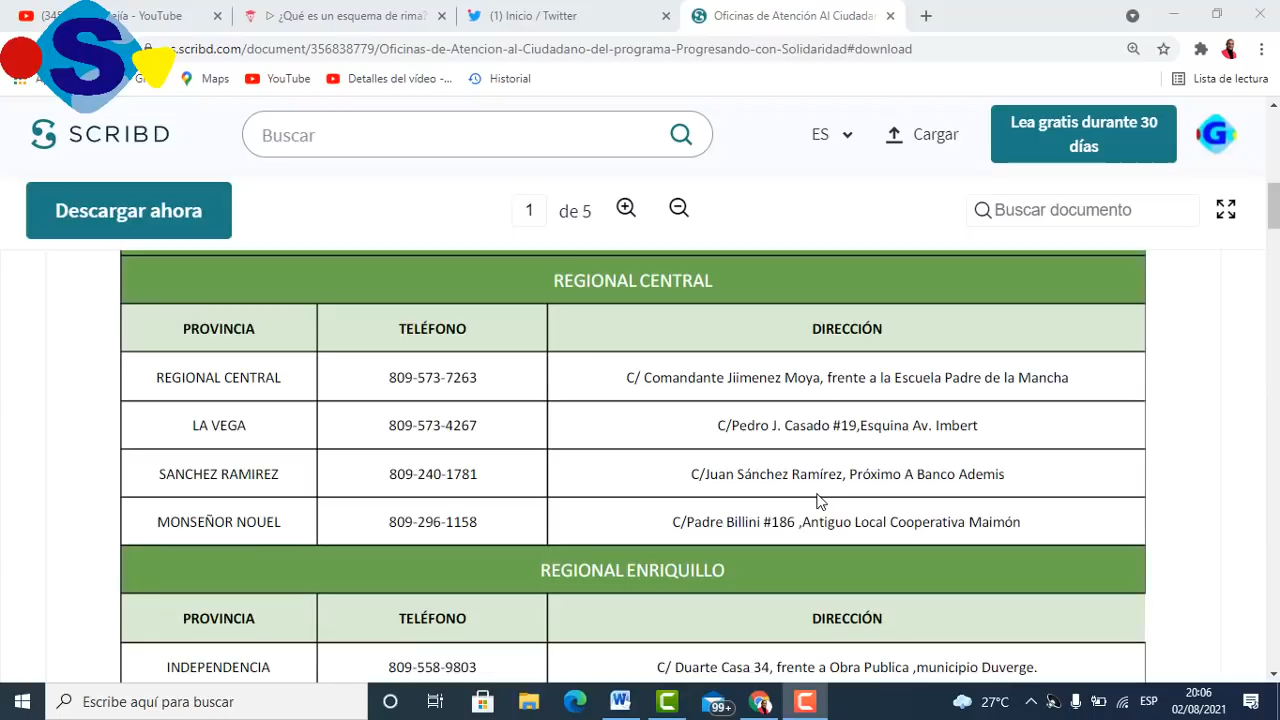 ejía - YouTube
¿Qué es un esquema de rima?
(1) Inicio / Twitter
Oficinas de Atención Al Ciudadan
s.scribd.com/document/356838779/Oficinas-de-Atencion-al-Ciudadano-del-programa-Progresando-con-Solidaridad#download
Maps
YouTube
Detalles del vídeo -...
Historial
Lista de lectura
S
SCRIBD
Buscar
ES
Cargar
Lea gratis durante 30 días
G
Descargar ahora
1 de 5
Buscar documento
REGIONAL CENTRAL
PROVINCIA TELÉFONO DIRECCIÓN
REGIONAL CENTRAL 809-573-7263 C/ Comandante Jiimenez Moya, frente a la Escuela Padre de la Mancha
LA VEGA 809-573-4267 C/Pedro J. Casado #19,Esquina Av. Imbert
SANCHEZ RAMIREZ 809-240-1781 C/Juan Sánchez Ramírez, Próximo A Banco Ademis
MONSEÑOR NOUEL 809-296-1158 C/Padre Billini #186 ,Antiguo Local Cooperativa Maimón
REGIONAL ENRIQUILLO
PROVINCIA TELÉFONO DIRECCIÓN
INDEPENDENCIA 809-558-9803 C/ Duarte Casa 34, frente a Obra Publica ,municipio Duverge.
Escribe aquí para buscar
99+
27°C
ESP
20:06
02/08/2021